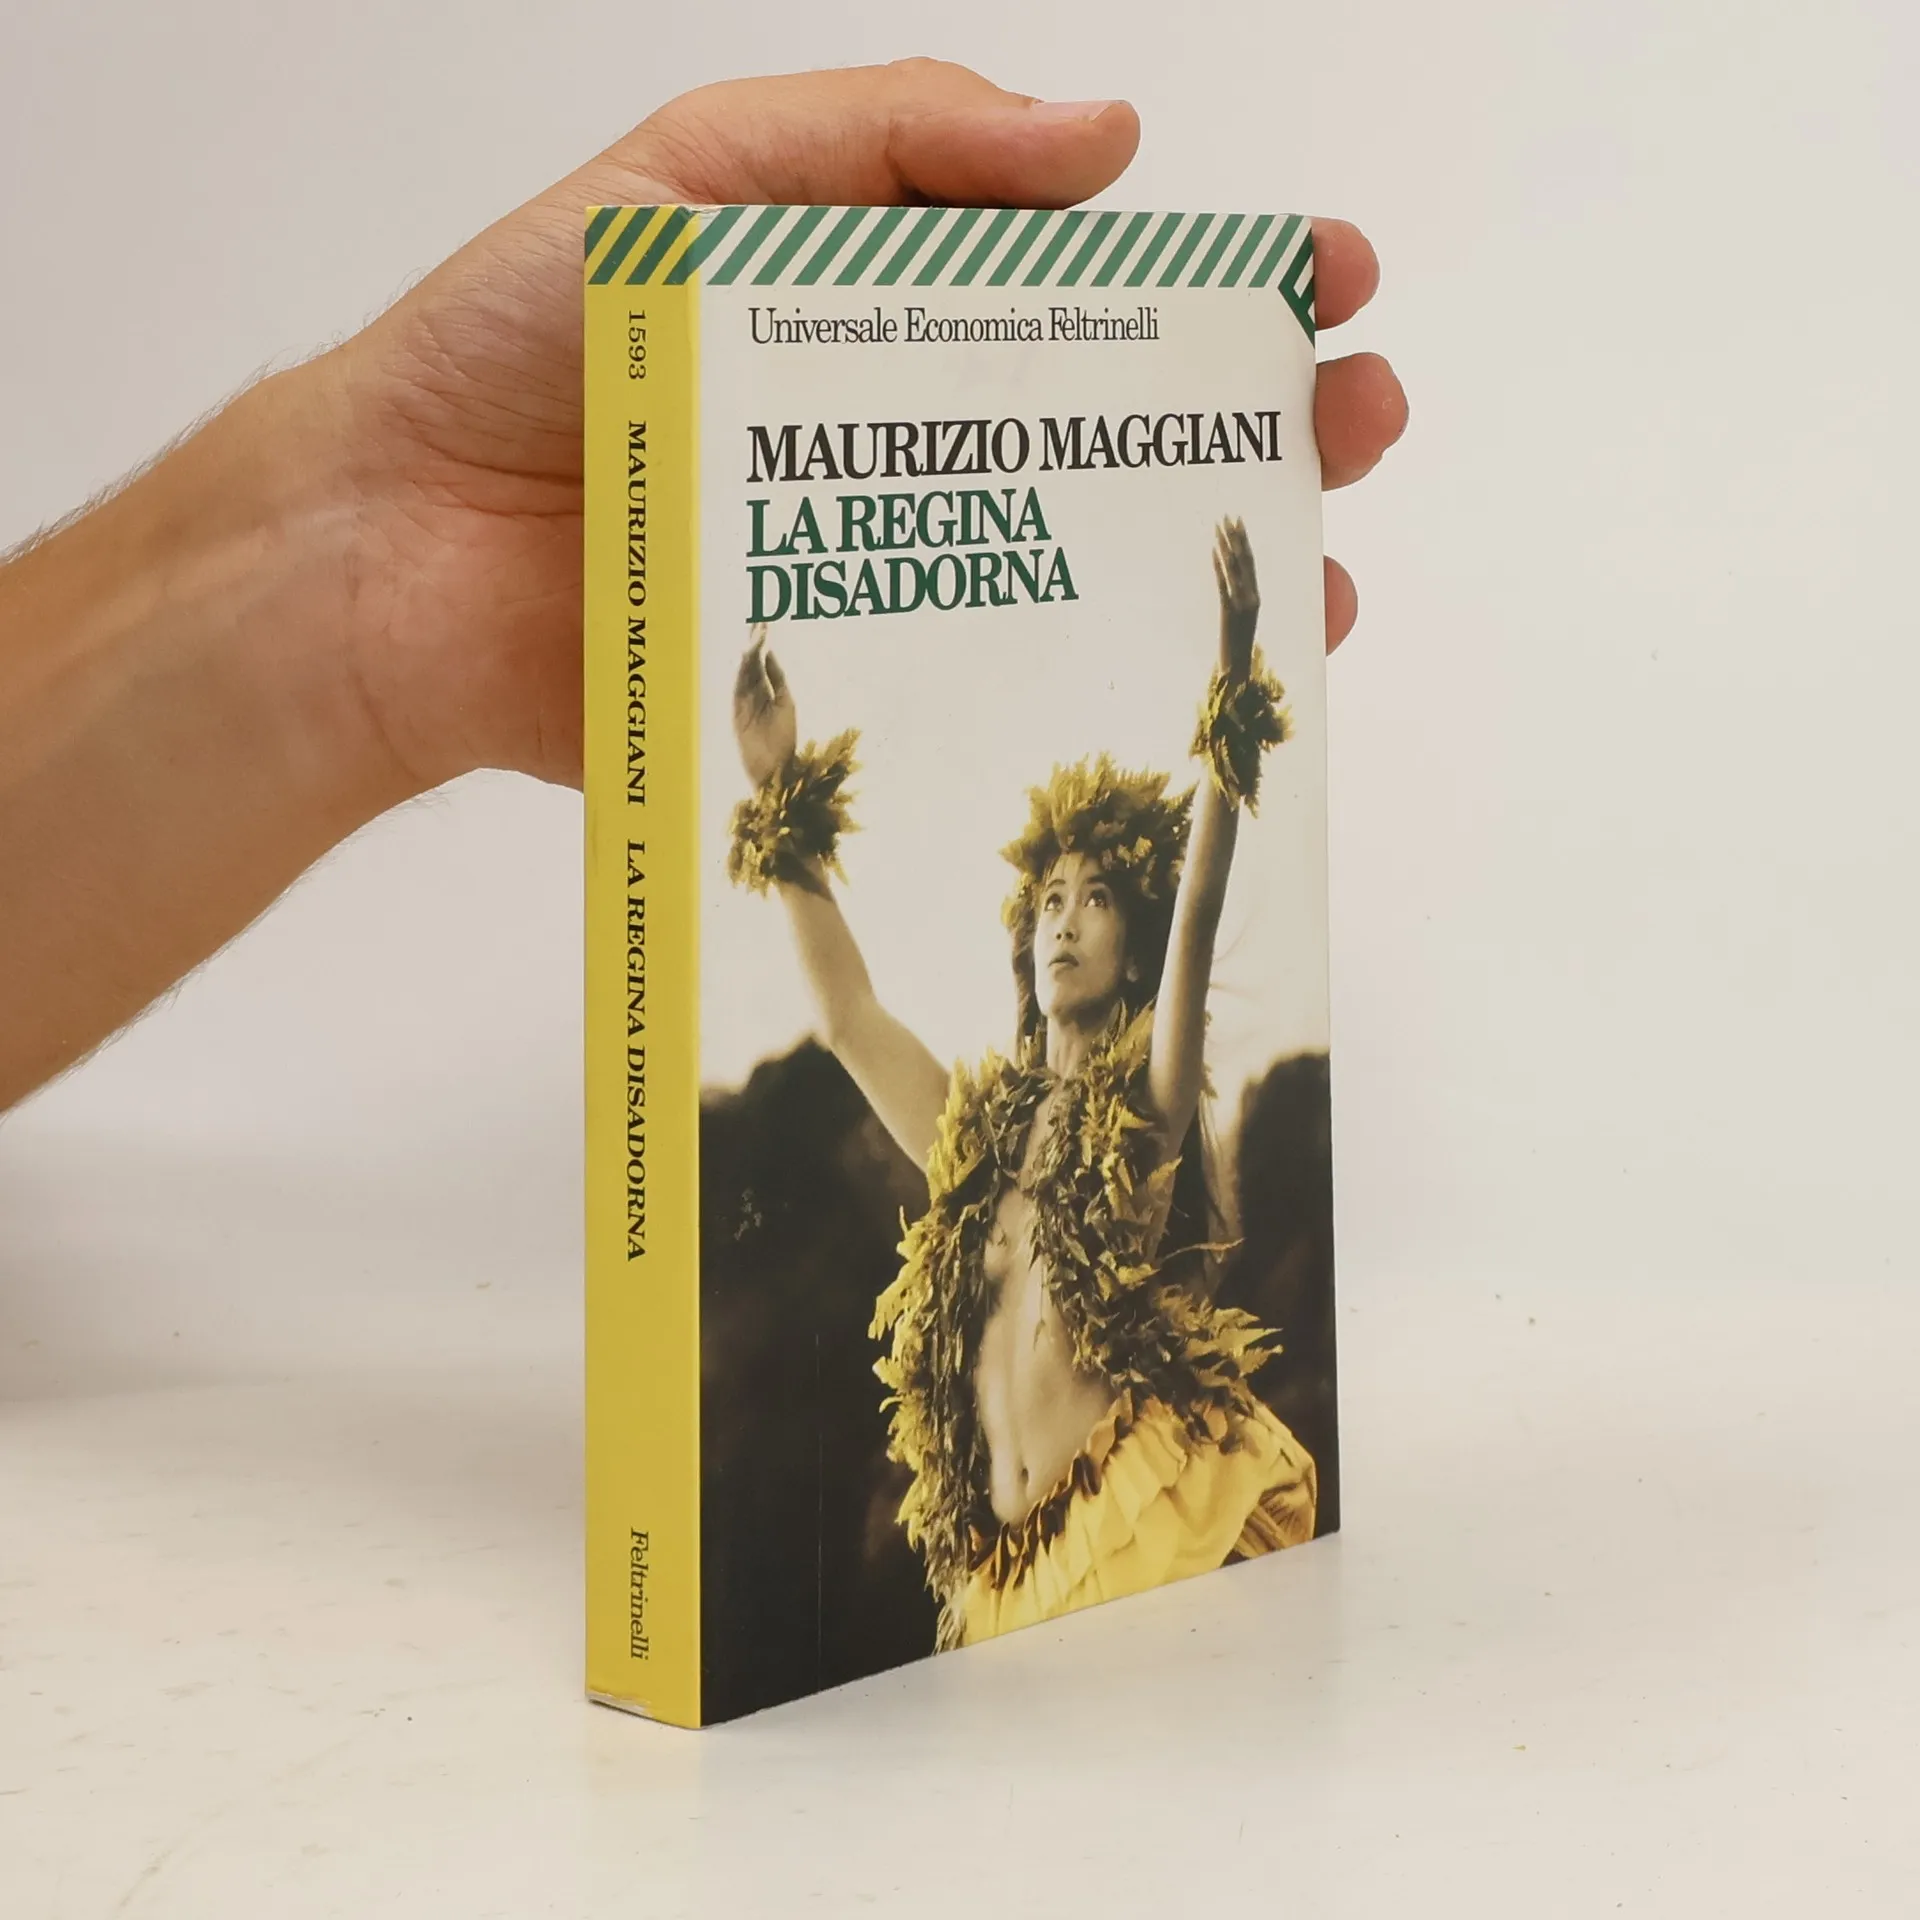 Universale Economica Feltrinelli
MAURIZIO MAGGIANI
LA REGINA
DISADORNA
1593 MAURIZIO MAGGIANI LA REGINA DISADORNA Feltrinelli